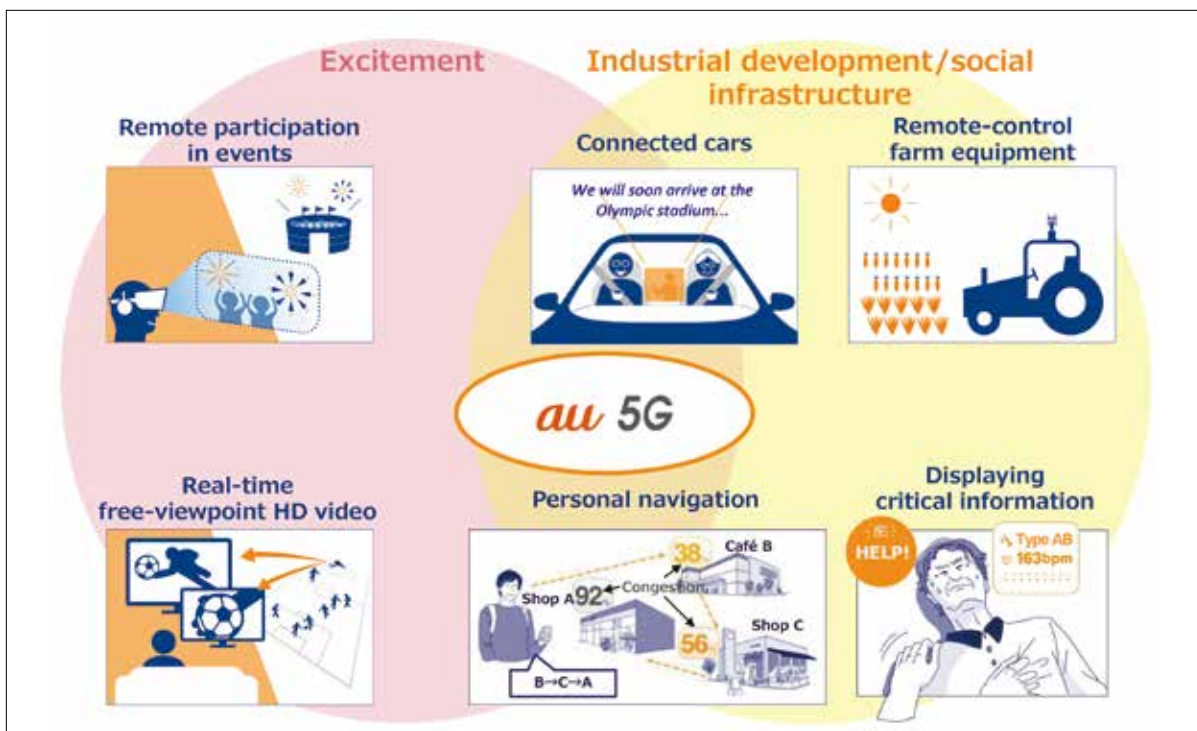 Excitement
Industrial development/social
infrastructure
Remote participation
in events
Connected cars
We will soon arrive at the
Olympic stadium...
Remote-control
farm equipment
au 5G
Real-time
free-viewpoint HD video
Personal navigation
38
Café B
Congestion
Shop A
92
56
Shop C
B→C→A
Displaying
critical information
HELP!
Type AB
163bpm